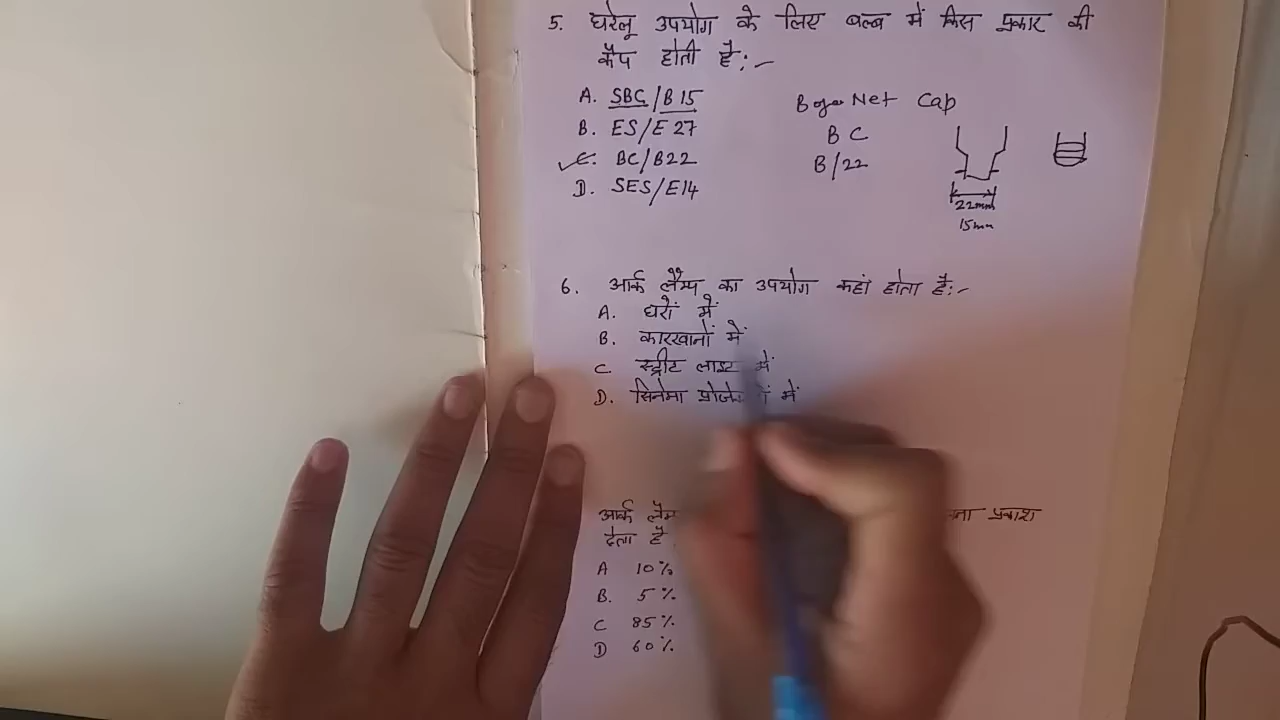 5. घरेलू उपयोग के लिए बल्ब में किस प्रकार की
कैप होती है:-
A. SBC/B15
B. ES/E27
C. BC/B22
D. SES/E14
Net Cap
B C
B/22
22mm
15mm
6. आर्क लैम्प का उपयोग कहां होता है:-
A. घरों में
B. कारखानों में
C. स्ट्रीट लाइट में
D. सिनेमा में
आर्क प्रकाश
देता है
A 10%
B. 5%
C 85%
D 60%